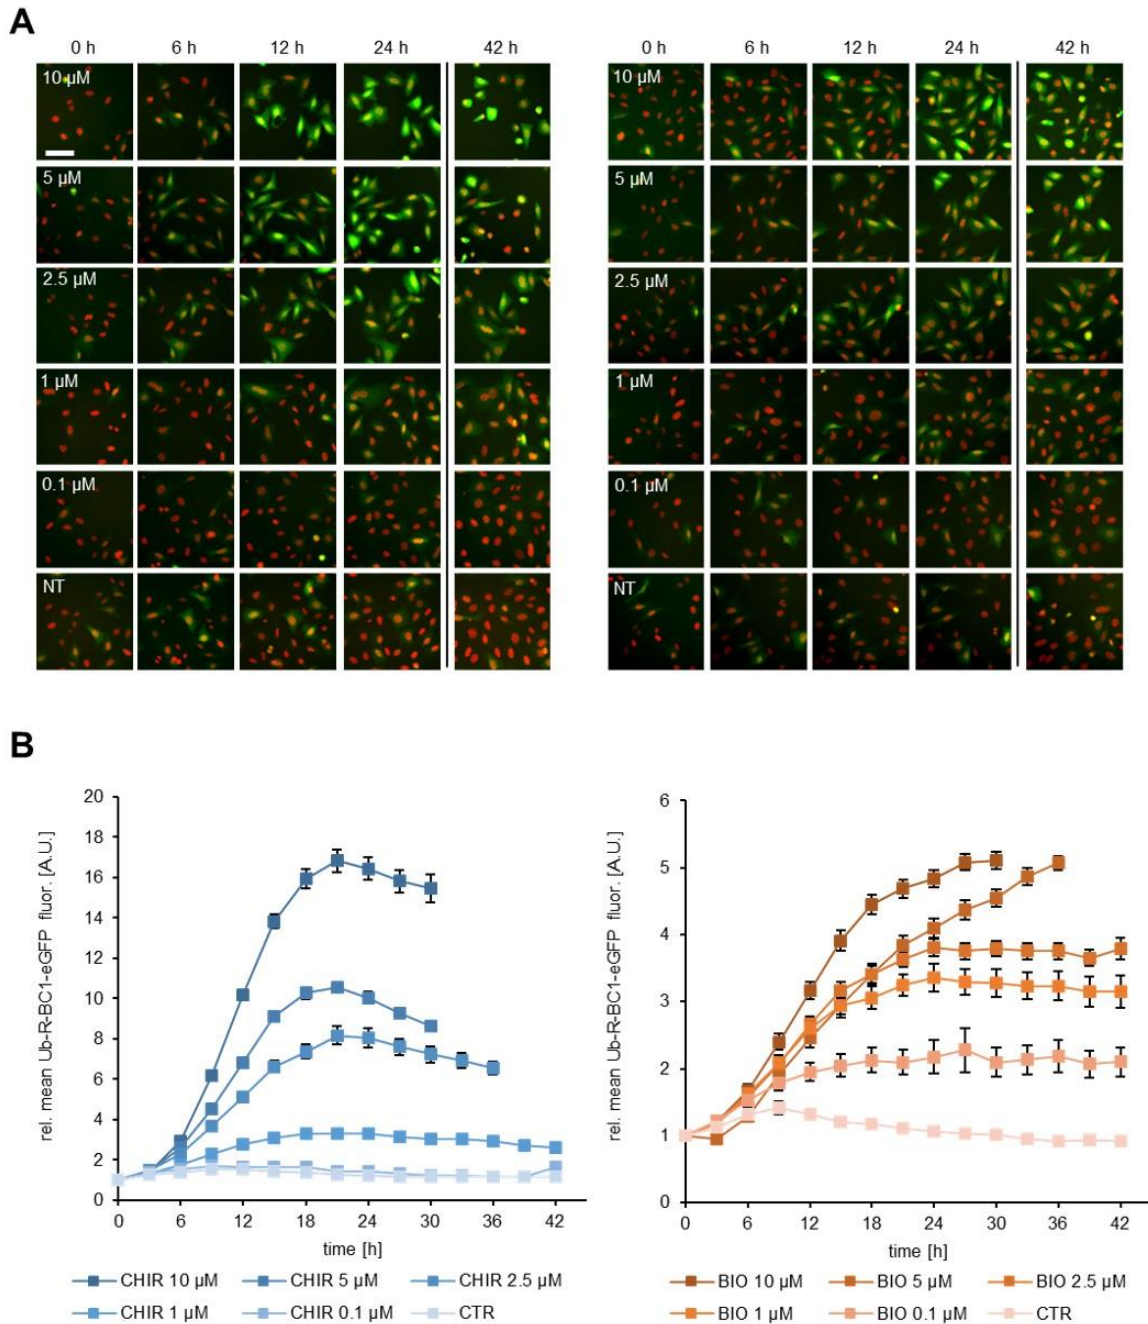 A
0 h 6 h 12 h 24 h 42 h
0 h 6 h 12 h 24 h 42 h
10 µM
5 µM
2.5 µM
1 µM
0.1 µM
NT
10 µM
5 µM
2.5 µM
1 µM
0.1 µM
NT
B
rel. mean Ub-R-BC1-eGFP fluor. [A.U.]
20
18
16
14
12
10
8
6
4
2
0
0 6 12 18 24 30 36 42
time [h]
CHIR 10 µM CHIR 5 µM CHIR 2.5 µM
CHIR 1 µM CHIR 0.1 µM CTR
rel. mean Ub-R-BC1-eGFP fluor. [A.U.]
6
5
4
3
2
1
0
0 6 12 18 24 30 36 42
time [h]
BIO 10 µM BIO 5 µM BIO 2.5 µM
BIO 1 µM BIO 0.1 µM CTR